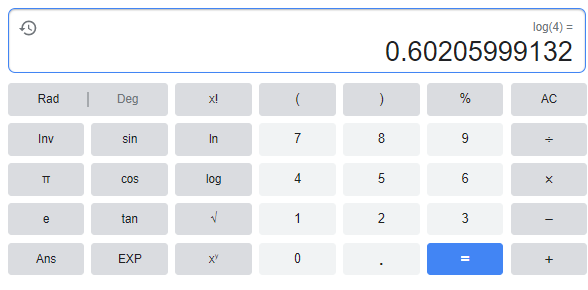 log(4) =
0.60205999132
Rad | Deg x! ( ) % AC
Inv sin ln 7 8 9 ÷
π cos log 4 5 6 ×
e tan √ 1 2 3 −
Ans EXP xʸ 0 . = +